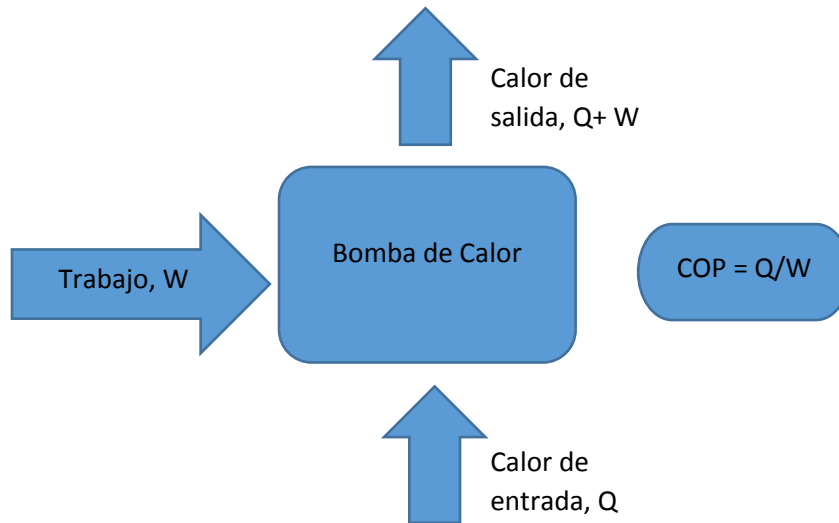 Calor de
salida, Q+ W
Bomba de Calor
Trabajo, W
COP = Q/W
Calor de
entrada, Q